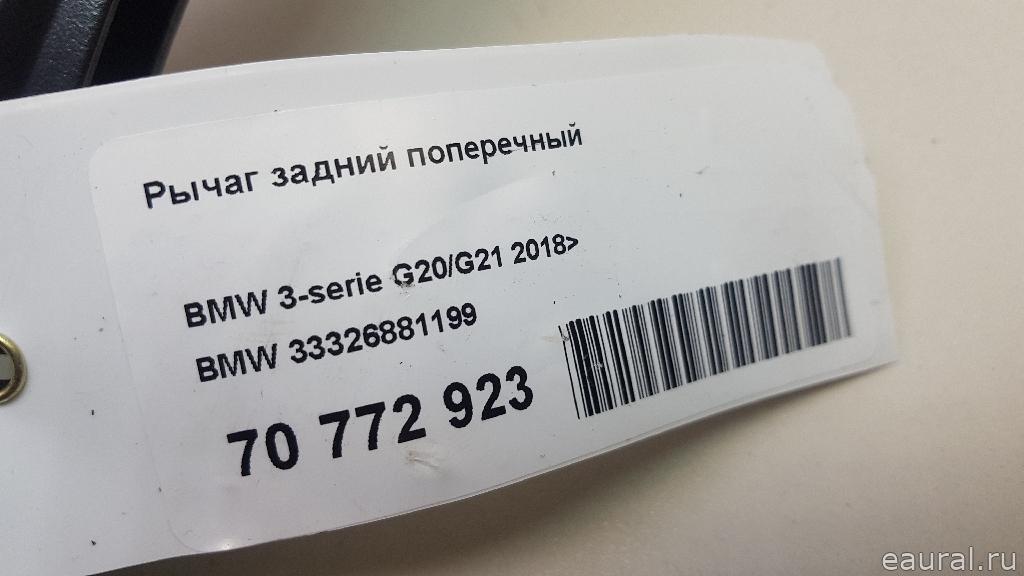 Рычаг задний поперечный
BMW 3-serie G20/G21 2018>
BMW 33326881199
70 772 923
eaural.ru